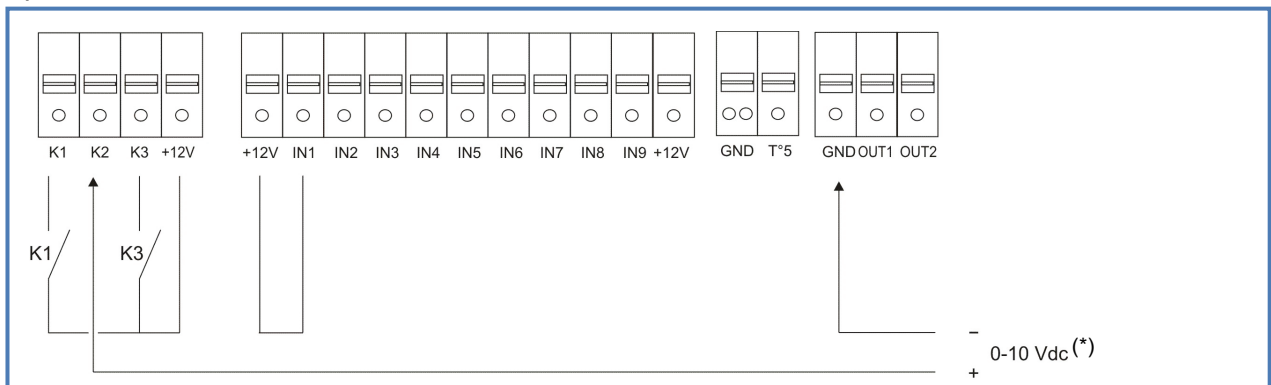 K1 K2 K3 +12V +12V IN1 IN2 IN3 IN4 IN5 IN6 IN7 IN8 IN9 +12V GND T°5 GND OUT1 OUT2
K1 K3
−
0-10 Vdc (*)
+